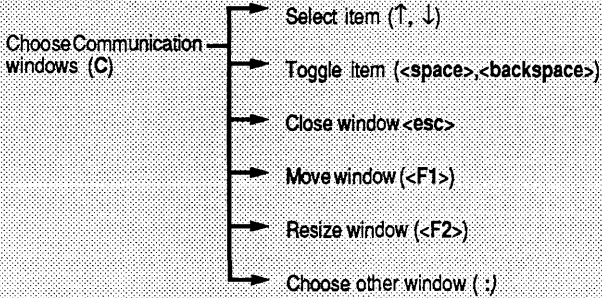 Select item (↑, ↓)
Choose Communication
windows (C)
Toggle item (<space>,<backspace>)
Close window <esc>
Move window (<F1>)
Resize window (<F2>)
Choose other window ( :)